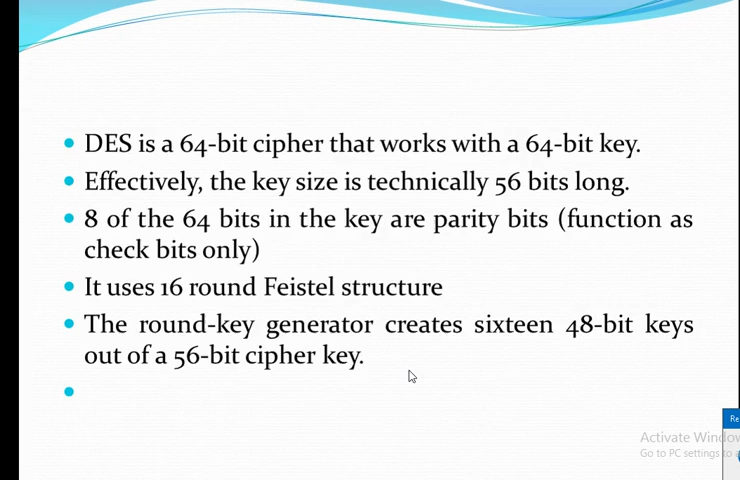 DES is a 64-bit cipher that works with a 64-bit key.
Effectively, the key size is technically 56 bits long.
8 of the 64 bits in the key are parity bits (function as
check bits only)
It uses 16 round Feistel structure
The round-key generator creates sixteen 48-bit keys
out of a 56-bit cipher key.
Re
Activate Window
Go to PC settings to a